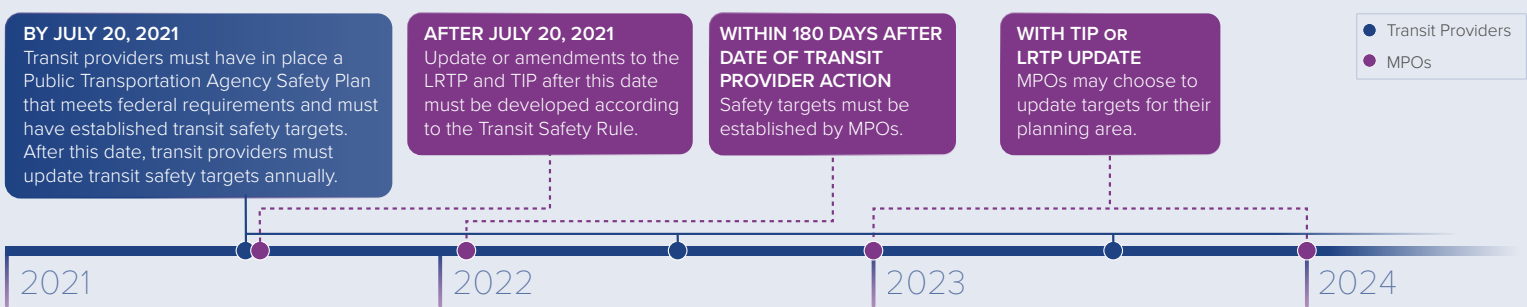 BY JULY 20, 2021
Transit providers must have in place a
Public Transportation Agency Safety Plan
that meets federal requirements and must
have established transit safety targets.
After this date, transit providers must
update transit safety targets annually.
AFTER JULY 20, 2021
Update or amendments to the
LRTP and TIP after this date
must be developed according
to the Transit Safety Rule.
WITHIN 180 DAYS AFTER
DATE OF TRANSIT
PROVIDER ACTION
Safety targets must be
established by MPOs.
WITH TIP OR
LRTP UPDATE
MPOs may choose to
update targets for their
planning area.
Transit Providers
MPOs
2021
2022
2023
2024